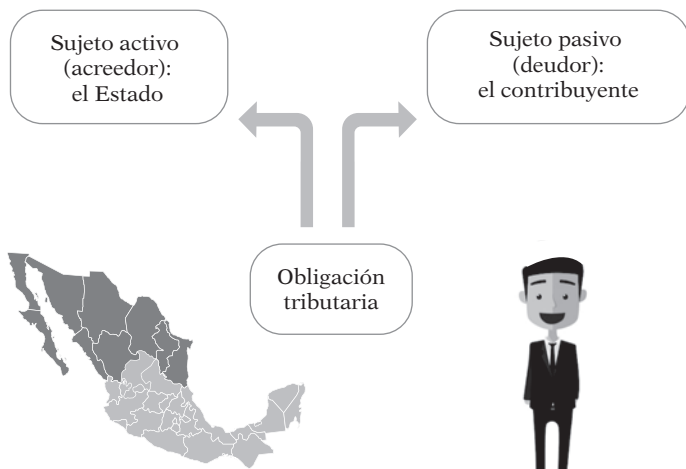 Sujeto activo
(acreedor):
el Estado
Sujeto pasivo
(deudor):
el contribuyente
Obligación
tributaria